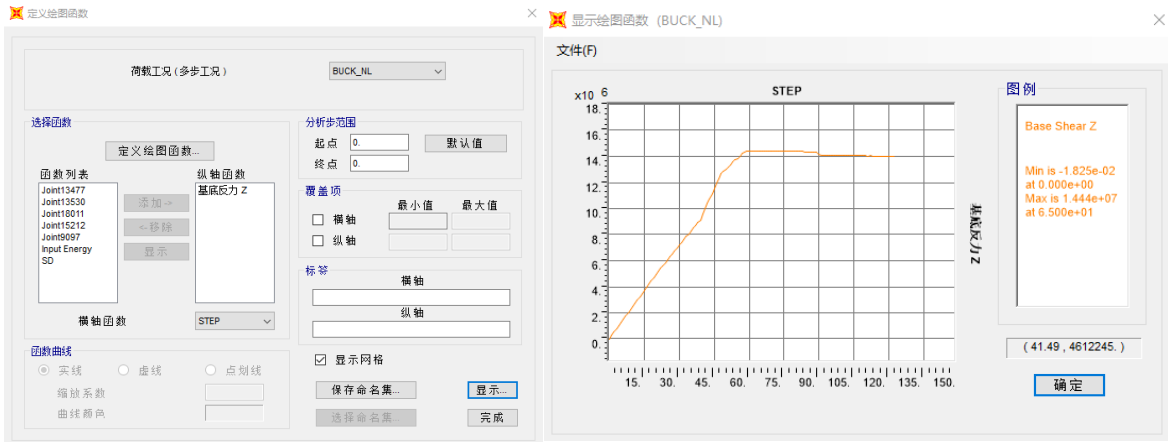 定义绘图函数
荷载工况(多步工况)
BUCK_NL
选择函数
定义绘图函数...
函数列表
纵轴函数
Joint13477
Joint13530
Joint18011
Joint15212
Joint9097
Input Energy
SD
添加->
<-移除
显示
基底反力 Z
横轴函数
STEP
函数曲线
实线
虚线
点划线
缩放系数
曲线颜色
分析步范围
起点
0.
默认值
终点
0.
覆盖项
最小值
最大值
横轴
纵轴
标签
横轴
纵轴
显示网格
保存命名集...
显示...
选择命名集...
完成
显示绘图函数 (BUCK_NL)
文件(F)
STEP
x10 6
18.
16.
14.
12.
10.
8.
6.
4.
2.
0.
15. 30. 45. 60. 75. 90. 105. 120. 135. 150.
基底反力 Z
图例
Base Shear Z
Min is -1.825e-02
at 0.000e+00
Max is 1.444e+07
at 6.500e+01
( 41.49 , 4612245. )
确定